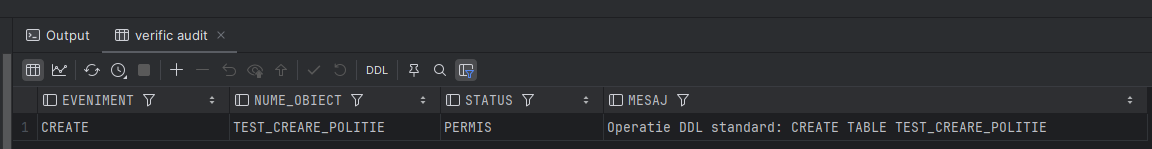 Output verific audit
DDL
EVENIMENT NUME_OBIECT STATUS MESAJ
1 CREATE TEST_CREARE_POLITIE PERMIS Operatie DDL standard: CREATE TABLE TEST_CREARE_POLITIE